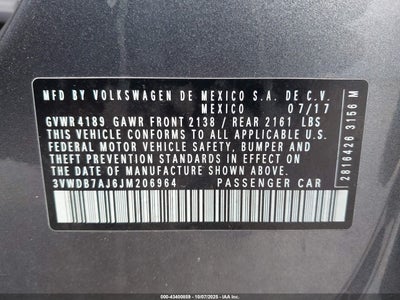 MFD BY VOLKSWAGEN DE MEXICO S.A. DE C.V.
MEXICO 07/17
GVWR 4189 GAWR FRONT 2138 / REAR 2161 LBS
THIS VEHICLE CONFORMS TO ALL APPLICABLE U.S.
FEDERAL MOTOR VEHICLE SAFETY, BUMPER AND
THEFT PREVENTION STANDARDS IN EFFECT ON THE
DATE OF MANUFACTURE SHOWN ABOVE.
3VWDB7AJ6JM206964 PASSENGER CAR
2816426 3156 M
000-43400059 - 10/07/2025 - IAA Inc.